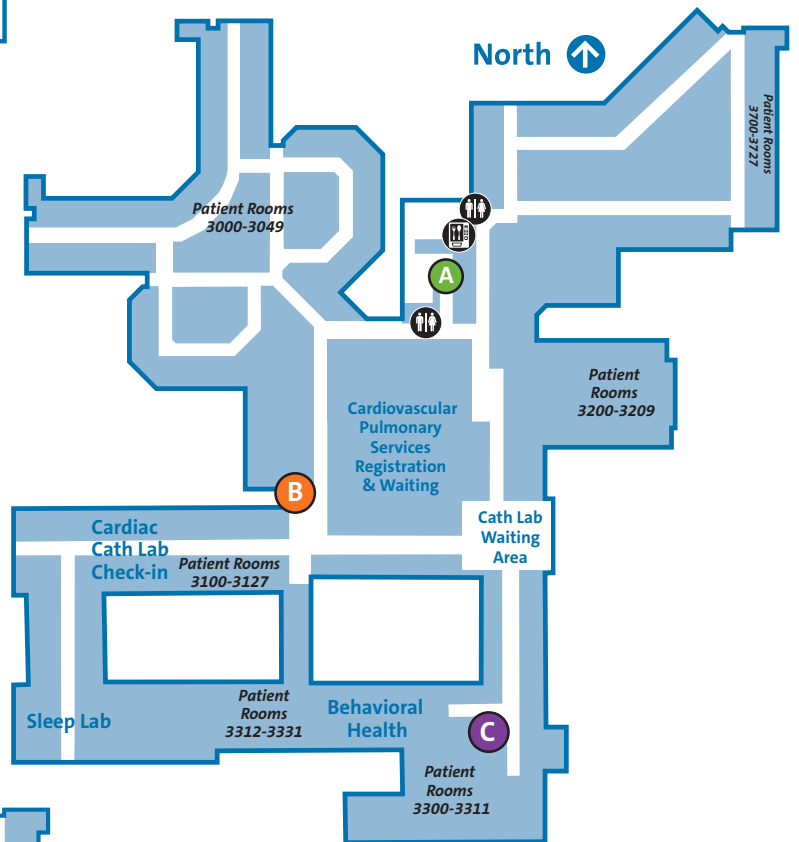 North
Patient Rooms
3700-3727
Patient Rooms
3000-3049
A
Patient
Rooms
3200-3209
Cardiovascular
Pulmonary
Services
Registration
& Waiting
B
Cath Lab
Waiting
Area
Cardiac
Cath Lab
Check-in
Patient Rooms
3100-3127
Sleep Lab
Patient
Rooms
3312-3331
Behavioral
Health
C
Patient
Rooms
3300-3311